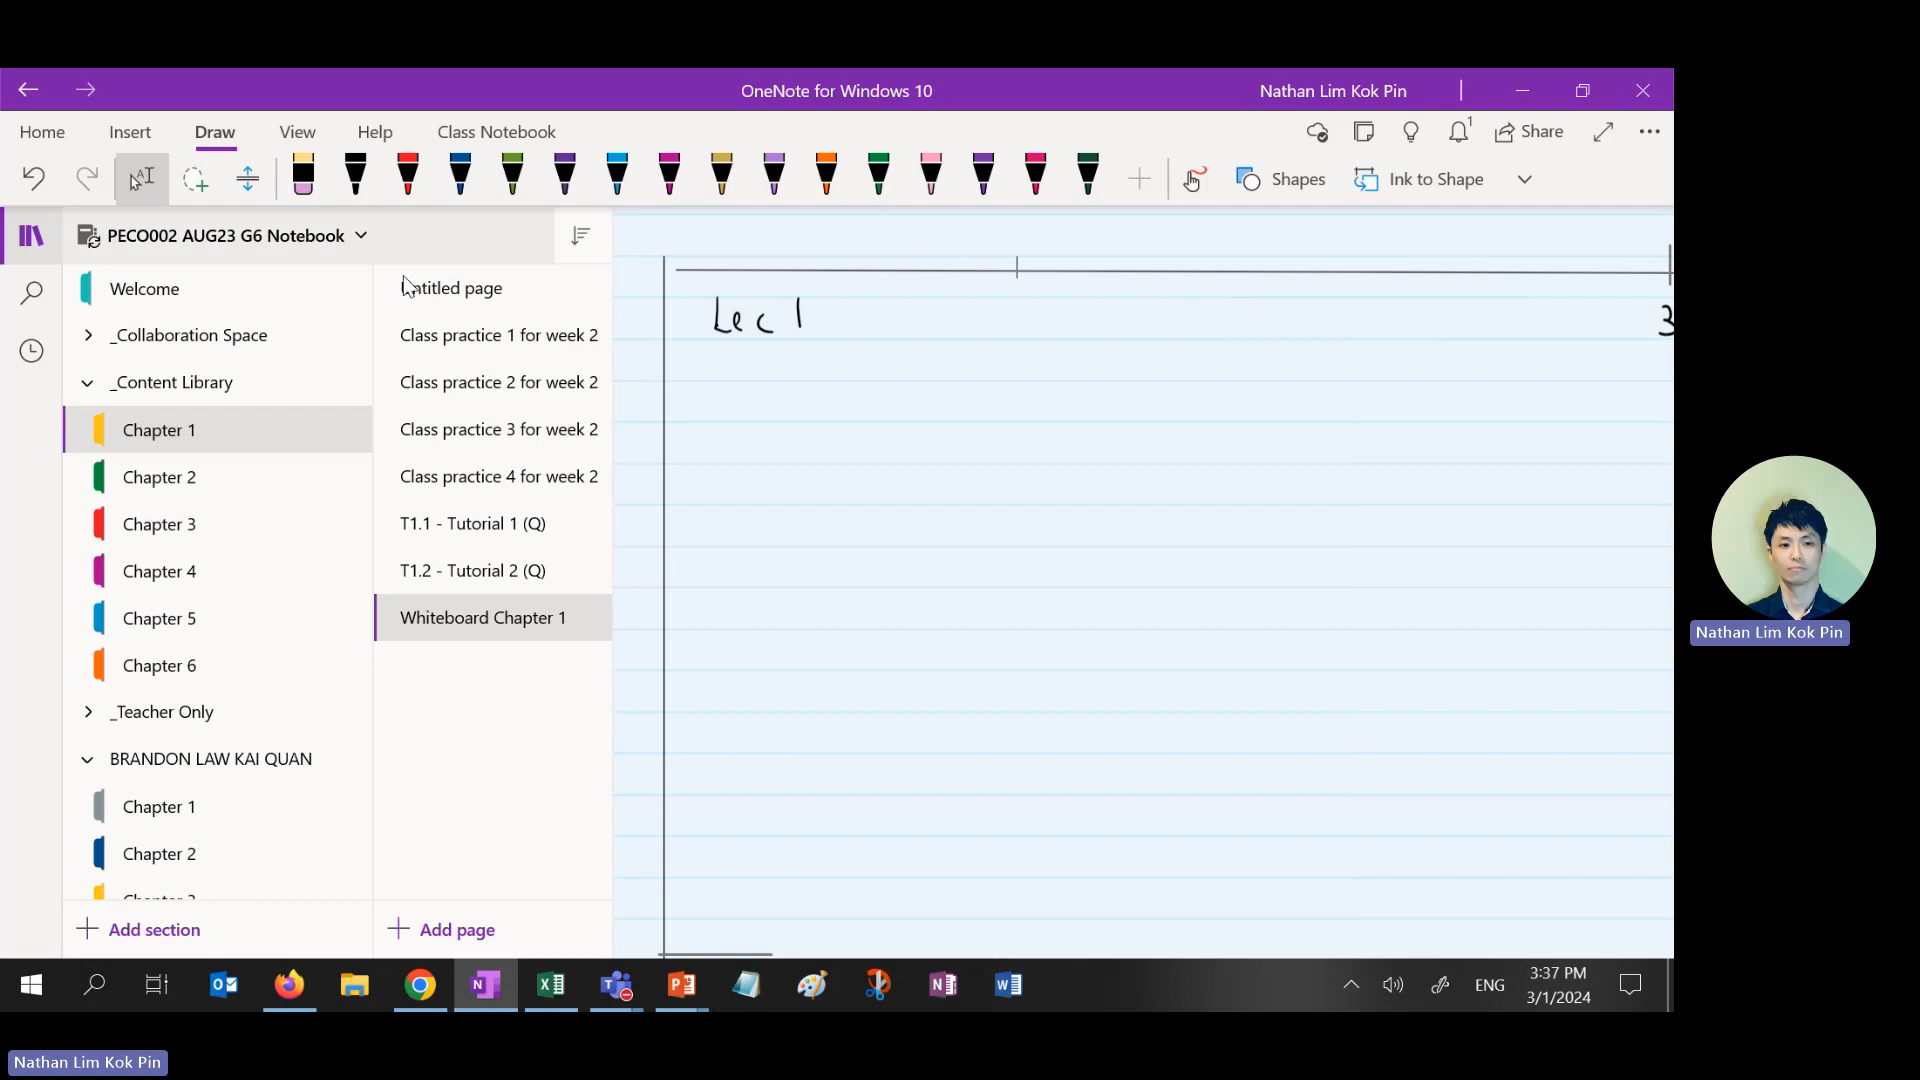 OneNote for Windows 10
Nathan Lim Kok Pin
Home Insert Draw View Help Class Notebook
1
Share
Shapes
Ink to Shape
PECO002 AUG23 G6 Notebook
Welcome
_Collaboration Space
_Content Library
Chapter 1
Chapter 2
Chapter 3
Chapter 4
Chapter 5
Chapter 6
_Teacher Only
BRANDON LAW KAI QUAN
Chapter 1
Chapter 2
Add section
page
Class practice 1 for week 2
Class practice 2 for week 2
Class practice 3 for week 2
Class practice 4 for week 2
T1.1 - Tutorial 1 (Q)
T1.2 - Tutorial 2 (Q)
Whiteboard Chapter 1
Add page
Lec 1
3
ENG
3:37 PM
3/1/2024
Nathan Lim Kok Pin
Nathan Lim Kok Pin